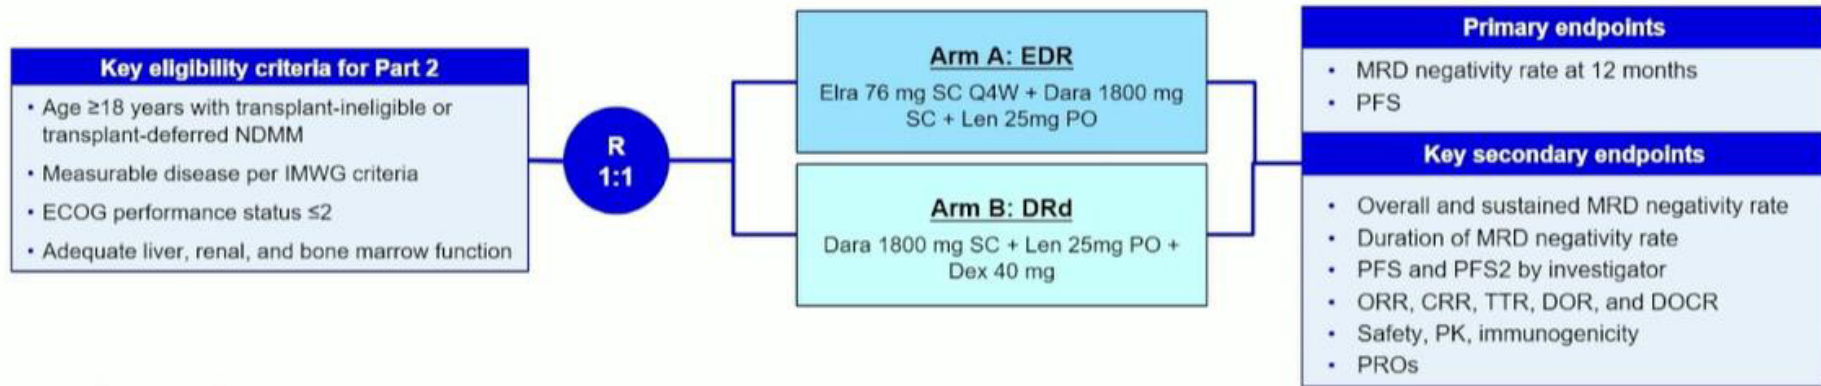 Key eligibility criteria for Part 2
• Age ≥18 years with transplant-ineligible or
transplant-deferred NDMM
• Measurable disease per IMWG criteria
• ECOG performance status ≤2
• Adequate liver, renal, and bone marrow function
R
1:1
Arm A: EDR
Elra 76 mg SC Q4W + Dara 1800 mg
SC + Len 25mg PO
Arm B: DRd
Dara 1800 mg SC + Len 25mg PO +
Dex 40 mg
Primary endpoints
• MRD negativity rate at 12 months
• PFS
Key secondary endpoints
• Overall and sustained MRD negativity rate
• Duration of MRD negativity rate
• PFS and PFS2 by investigator
• ORR, CRR, TTR, DOR, and DOCR
• Safety, PK, immunogenicity
• PROs